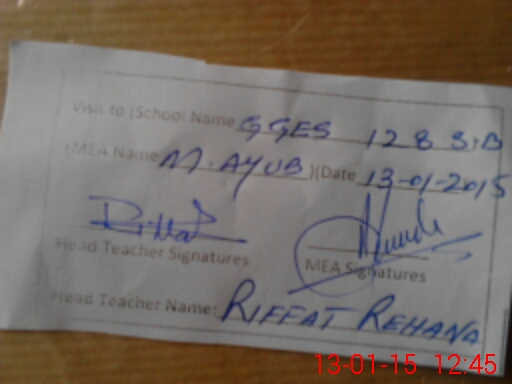 Visit to (School Name GGES 128 S.B
(MEA Name M. AYUB )(Date 13-01-2015
Head Teacher Signatures
MEA Signatures
Head Teacher Name: RIFFAT REHANA
13-01-15 12:45